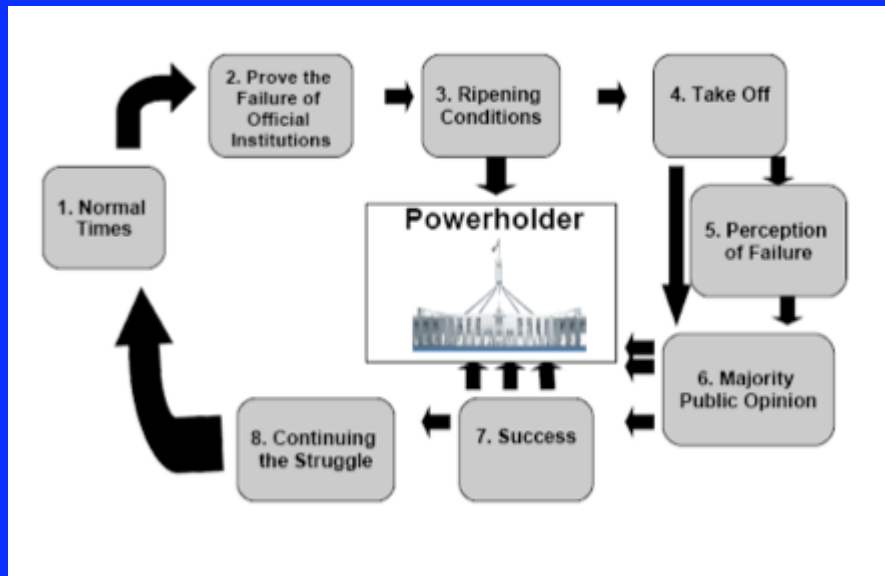 1. Normal
Times
2. Prove the
Failure of
Official
Institutions
3. Ripening
Conditions
4. Take Off
5. Perception
of Failure
6. Majority
Public Opinion
7. Success
8. Continuing
the Struggle
Powerholder